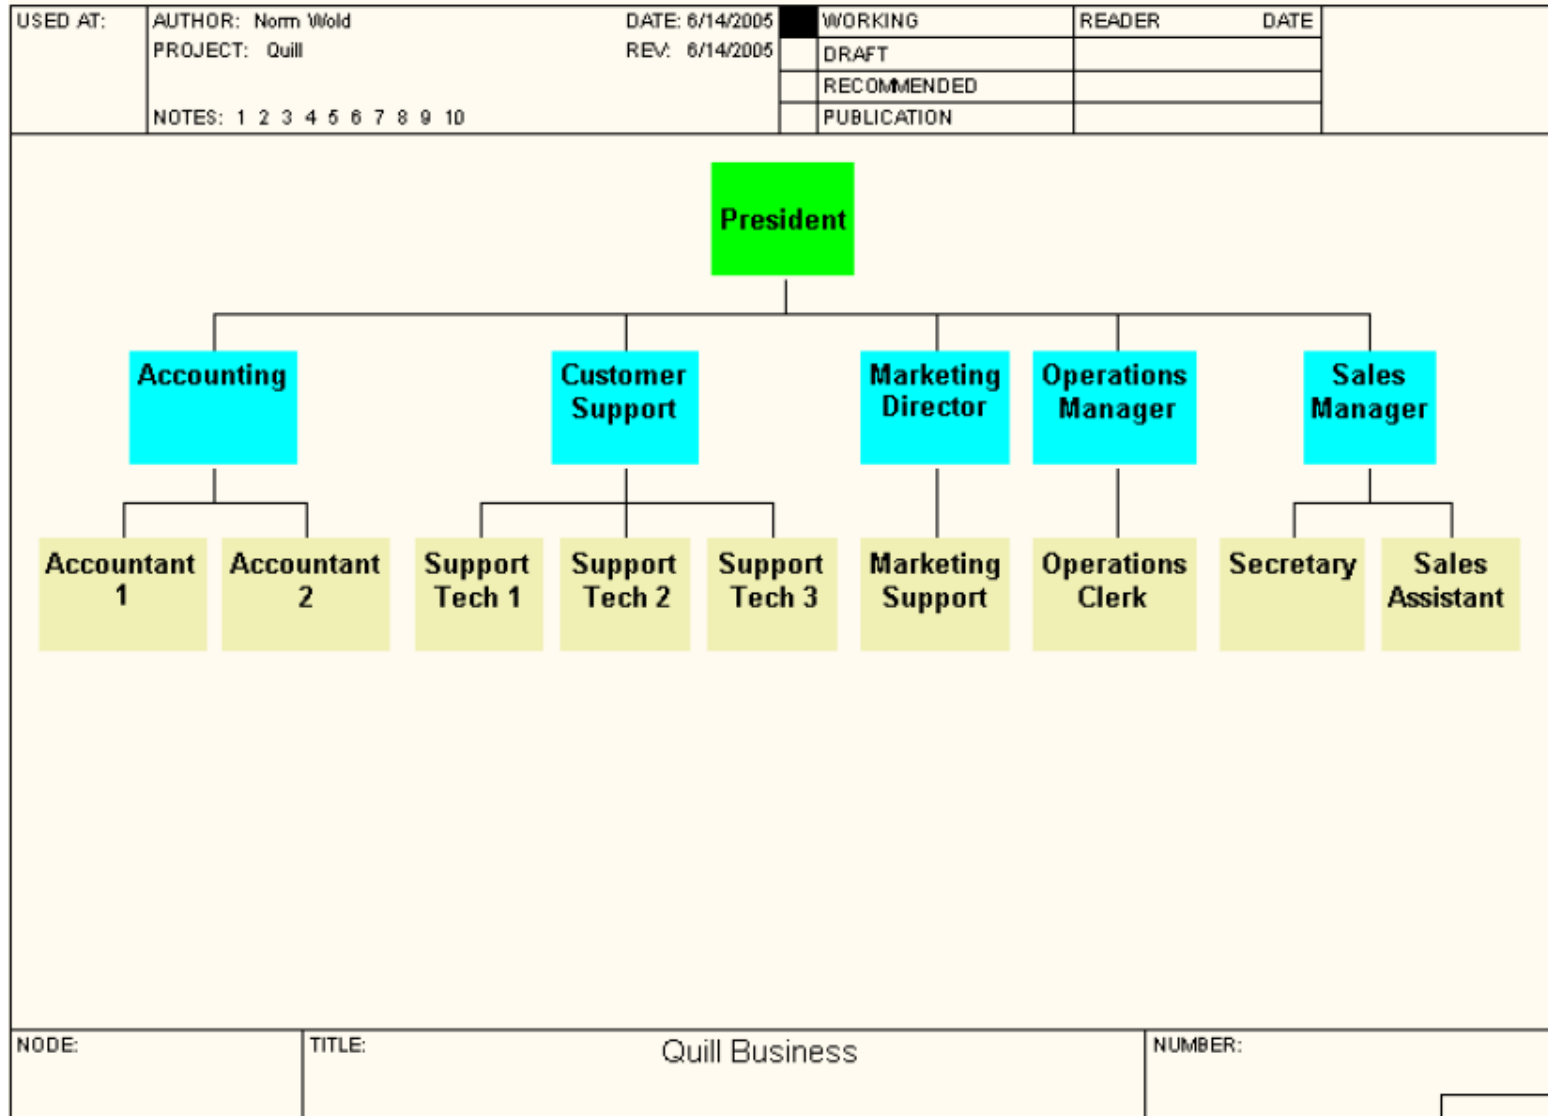 USED AT:
AUTHOR: Norm Wold
DATE: 6/14/2005
WORKING
READER
DATE
PROJECT: Quill
REV: 6/14/2005
DRAFT
RECOMMENDED
NOTES: 1 2 3 4 5 6 7 8 9 10
PUBLICATION
President
Accounting
Customer
Support
Marketing
Director
Operations
Manager
Sales
Manager
Accountant
1
Accountant
2
Support
Tech 1
Support
Tech 2
Support
Tech 3
Marketing
Support
Operations
Clerk
Secretary
Sales
Assistant
NODE:
TITLE:
Quill Business
NUMBER: